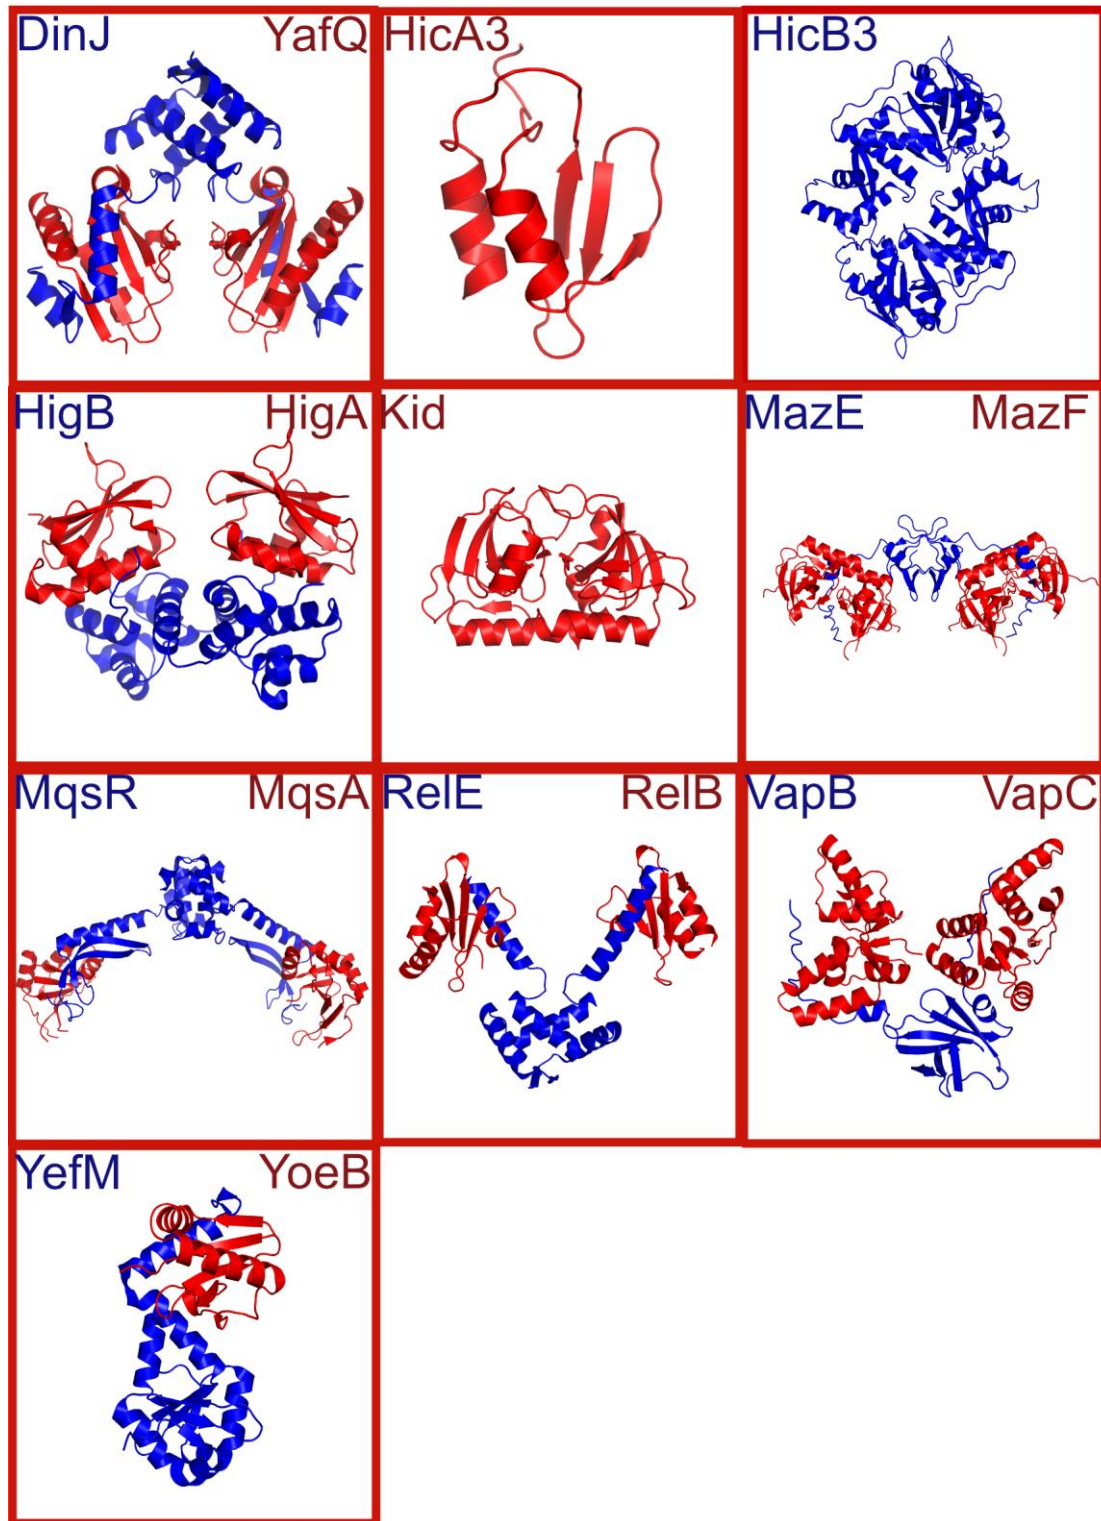 DinJ YafQ
HicA3
HicB3
HigB HigA
Kid
MazE MazF
MqsR MqsA
RelE RelB
VapB VapC
YefM YoeB